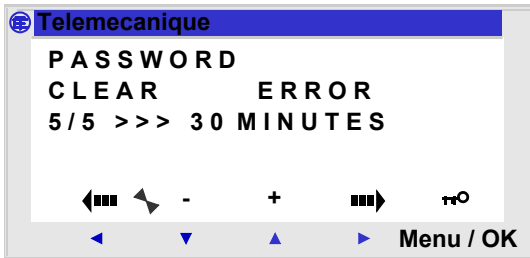 Telemecanique
PASSWORD
CLEAR ERROR
5/5 >>> 30 MINUTES
- +
Menu / OK